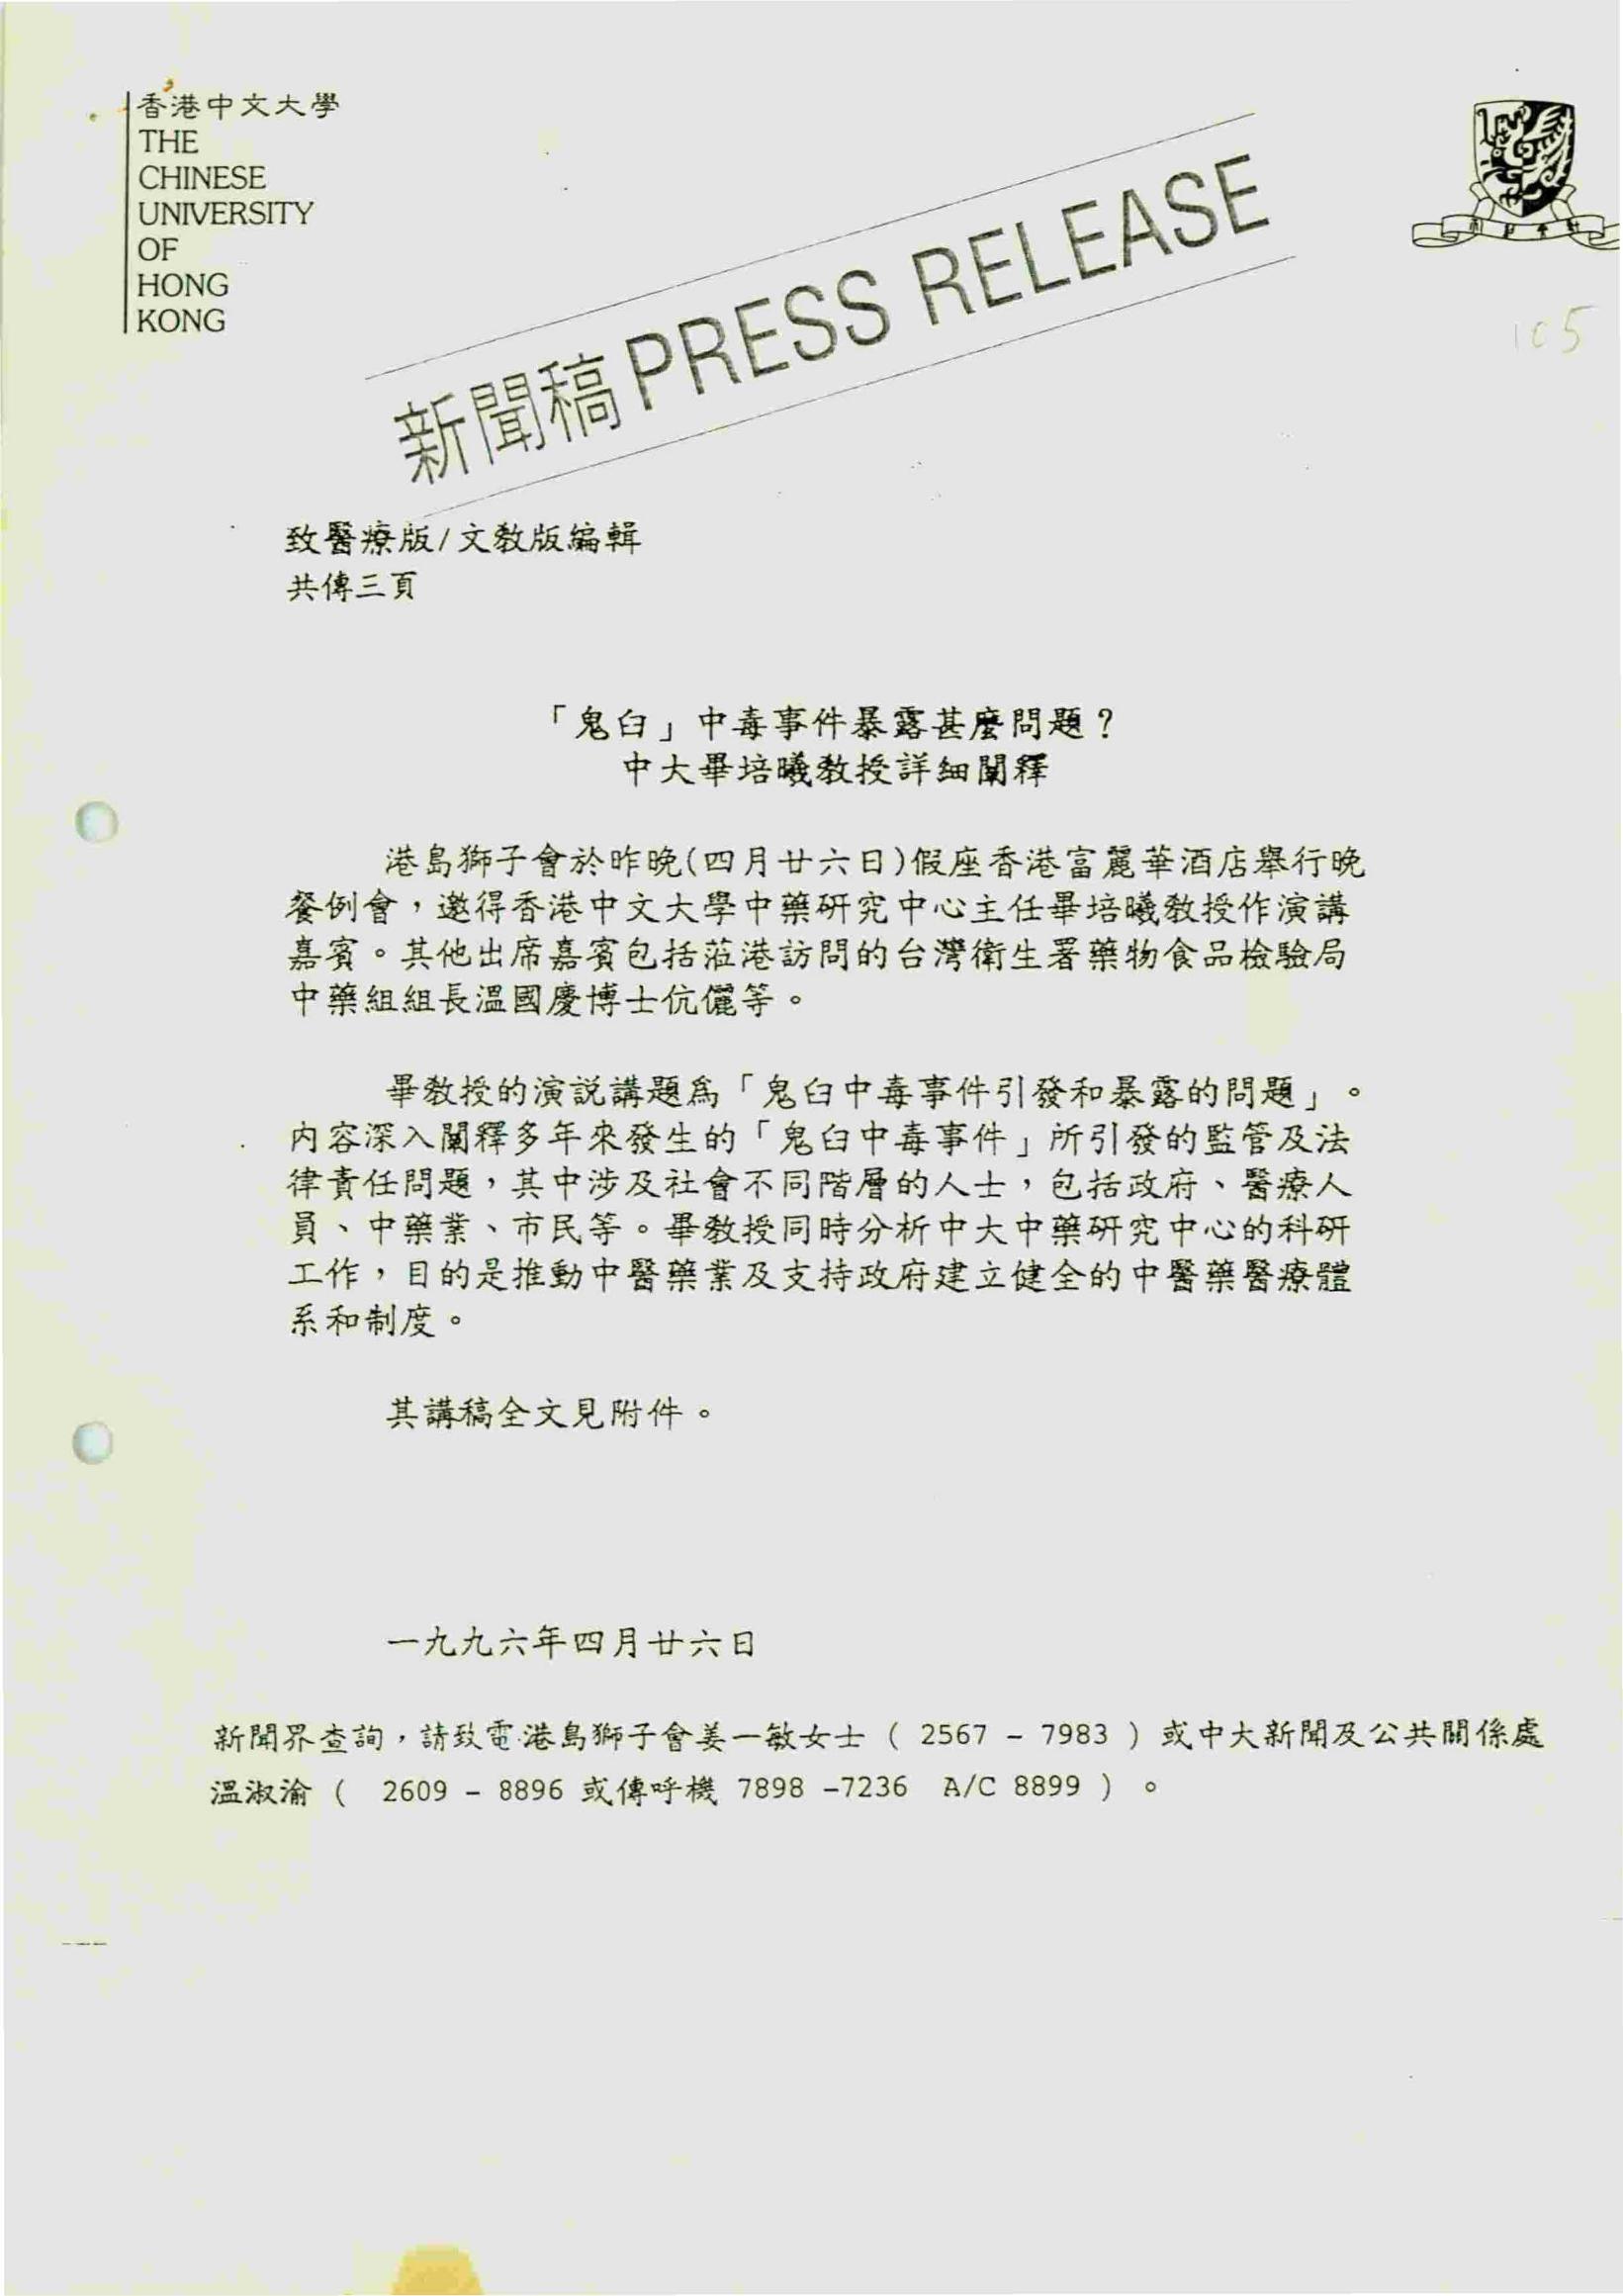 香港中文大學
THE
CHINESE
UNIVERSITY
OF
HONG
KONG
新聞稿 PRESS RELEASE
105
致醫療版/文教版編輯
共傳三頁
「鬼臼」中毒事件暴露甚麼問題？
中大畢培曦教授詳細闡釋
港島獅子會於昨晚(四月廿六日)假座香港富麗華酒店舉行晚
餐例會，邀得香港中文大學中藥研究中心主任畢培曦教授作演講
嘉賓。其他出席嘉賓包括蒞港訪問的台灣衛生署藥物食品檢驗局
中藥組組長溫國慶博士伉儷等。
畢教授的演說講題為「鬼臼中毒事件引發和暴露的問題」。
內容深入闡釋多年來發生的「鬼臼中毒事件」所引發的監管及法
律責任問題，其中涉及社會不同階層的人士，包括政府、醫療人
員、中藥業、市民等。畢教授同時分析中大中藥研究中心的科研
工作，目的是推動中醫藥業及支持政府建立健全的中醫藥醫療體
系和制度。
其講稿全文見附件。
一九九六年四月廿六日
新聞界查詢，請致電港島獅子會姜一敏女士（ 2567 - 7983 ）或中大新聞及公共關係處
溫淑渝（ 2609 - 8896 或傳呼機 7898 -7236 A/C 8899 ）。